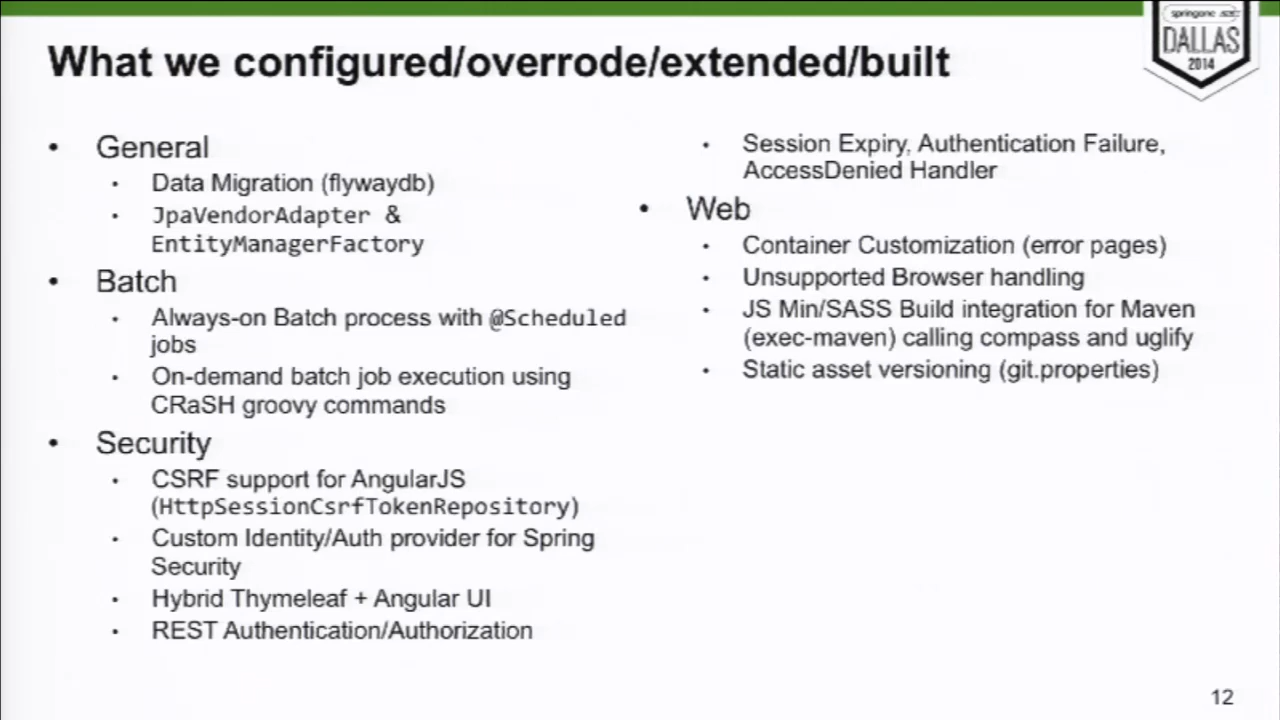 What we configured/overrode/extended/built
springone 2GX
DALLAS
2014
• General
• Data Migration (flywaydb)
• JpaVendorAdapter &
EntityManagerFactory
• Batch
• Always-on Batch process with @Scheduled
jobs
• On-demand batch job execution using
CRaSH groovy commands
• Security
• CSRF support for AngularJS
(HttpSessionCsrfTokenRepository)
• Custom Identity/Auth provider for Spring
Security
• Hybrid Thymeleaf + Angular UI
• REST Authentication/Authorization
• Session Expiry, Authentication Failure,
AccessDenied Handler
• Web
• Container Customization (error pages)
• Unsupported Browser handling
• JS Min/SASS Build integration for Maven
(exec-maven) calling compass and uglify
• Static asset versioning (git.properties)
12